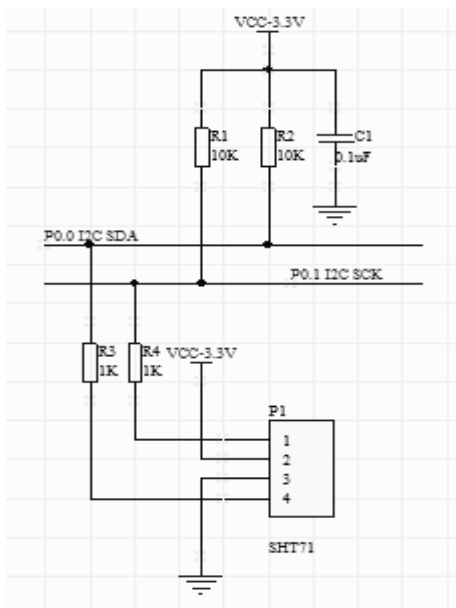 VCC-3.3V
R1
10K
R2
10K
C1
0.1uF
P0.0 I2C SDA
P0.1 I2C SCK
R3
1K
R4
1K
VCC-3.3V
P1
1
2
3
4
SHT71